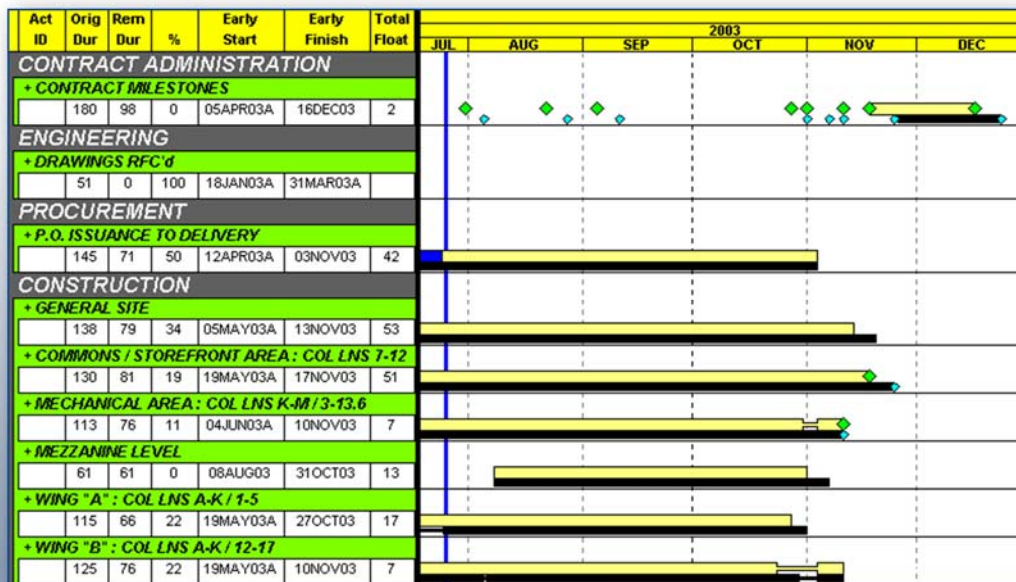 Act Orig Rem Early Early Total
ID Dur Dur % Start Finish Float
2003
JUL AUG SEP OCT NOV DEC
CONTRACT ADMINISTRATION
+ CONTRACT MILESTONES
180 98 0 05APR03A 16DEC03 2
ENGINEERING
+ DRAWINGS RFC'd
51 0 100 18JAN03A 31MAR03A
PROCUREMENT
+ P.O. ISSUANCE TO DELIVERY
145 71 50 12APR03A 03NOV03 42
CONSTRUCTION
+ GENERAL SITE
138 79 34 05MAY03A 13NOV03 53
+ COMMONS / STOREFRONT AREA : COL LNS 7-12
130 81 19 19MAY03A 17NOV03 51
+ MECHANICAL AREA : COL LNS K-M / 3-13.6
113 76 11 04JUN03A 10NOV03 7
+ MEZZANINE LEVEL
61 61 0 08AUG03 31OCT03 13
+ WING "A" : COL LNS A-K / 1-5
115 66 22 19MAY03A 27OCT03 17
+ WING "B" : COL LNS A-K / 12-17
125 76 22 19MAY03A 10NOV03 7